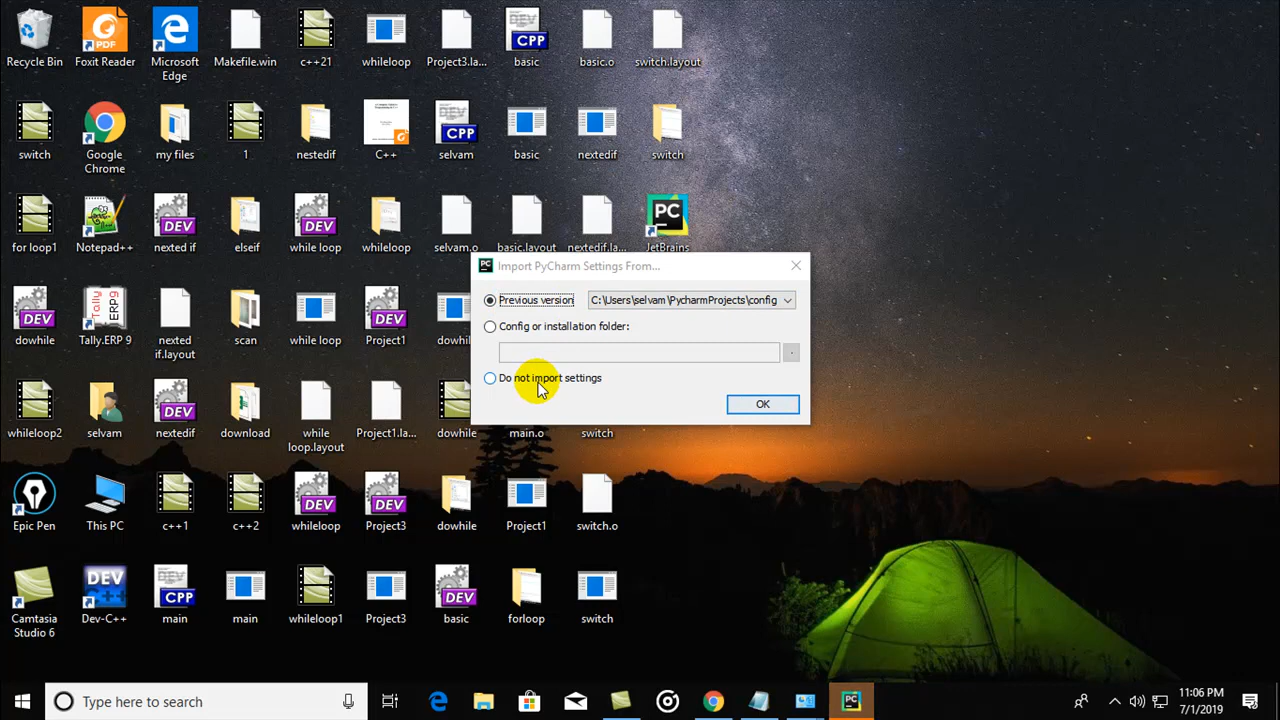 Recycle Bin
Foxit Reader
Microsoft
Edge
Makefile.win
c++21
whileloop
Project3.la...
basic
basic.o
switch.layout
switch
Google
Chrome
my files
1
nestedif
C++
selvam
basic
nextedif
switch
for loop1
Notepad++
nexted if
elseif
while loop
whileloop
selvam.o
basic.layout
nextedif.la...
JetBrains
Import PyCharm Settings From...
Previous version
C:\Users\selvam\PycharmProjects\config
Config or installation folder:
Do not import settings
OK
dowhile
Tally.ERP 9
nexted
if.layout
scan
while loop
Project1
dowhil
whileloop2
selvam
nextedif
download
while
loop.layout
Project1.la...
dowhile
main.o
switch
Epic Pen
This PC
c++1
c++2
whileloop
Project3
dowhile
Project1
switch.o
Camtasia
Studio 6
Dev-C++
main
main
whileloop1
Project3
basic
forloop
switch
Type here to search
11:06 PM
7/1/2019